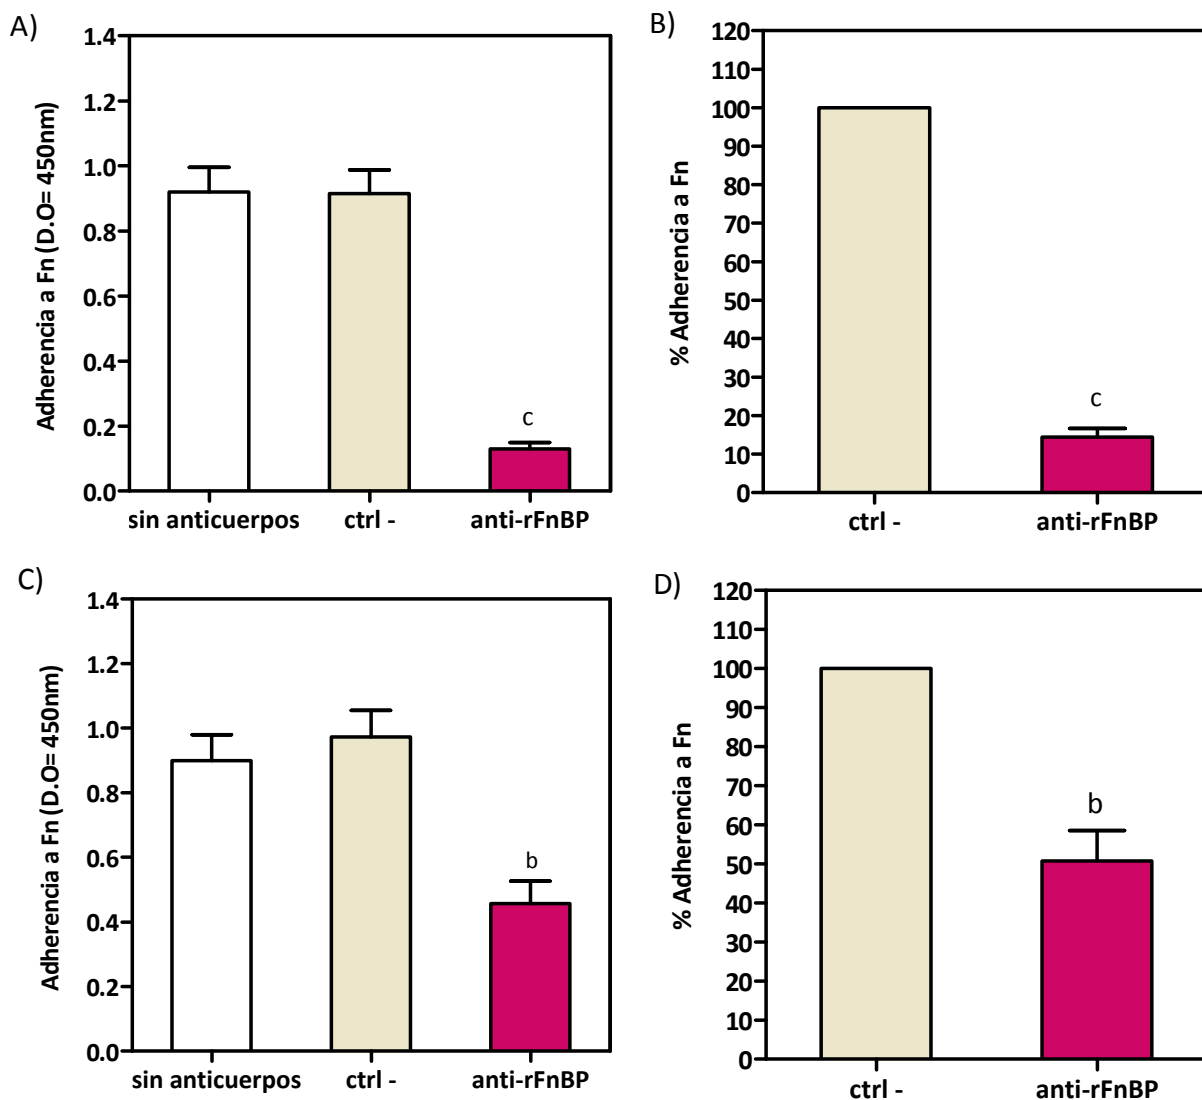 A)
Adherencia a Fn (D.O= 450nm)
1.4
1.2
1.0
0.8
0.6
0.4
0.2
0.0
c
sin anticuerpos ctrl - anti-rFnBP
B)
% Adherencia a Fn
120
110
100
90
80
70
60
50
40
30
20
10
0
c
ctrl - anti-rFnBP
C)
Adherencia a Fn (D.O= 450nm)
1.4
1.2
1.0
0.8
0.6
0.4
0.2
0.0
b
sin anticuerpos ctrl - anti-rFnBP
D)
% Adherencia a Fn
120
110
100
90
80
70
60
50
40
30
20
10
0
b
ctrl - anti-rFnBP